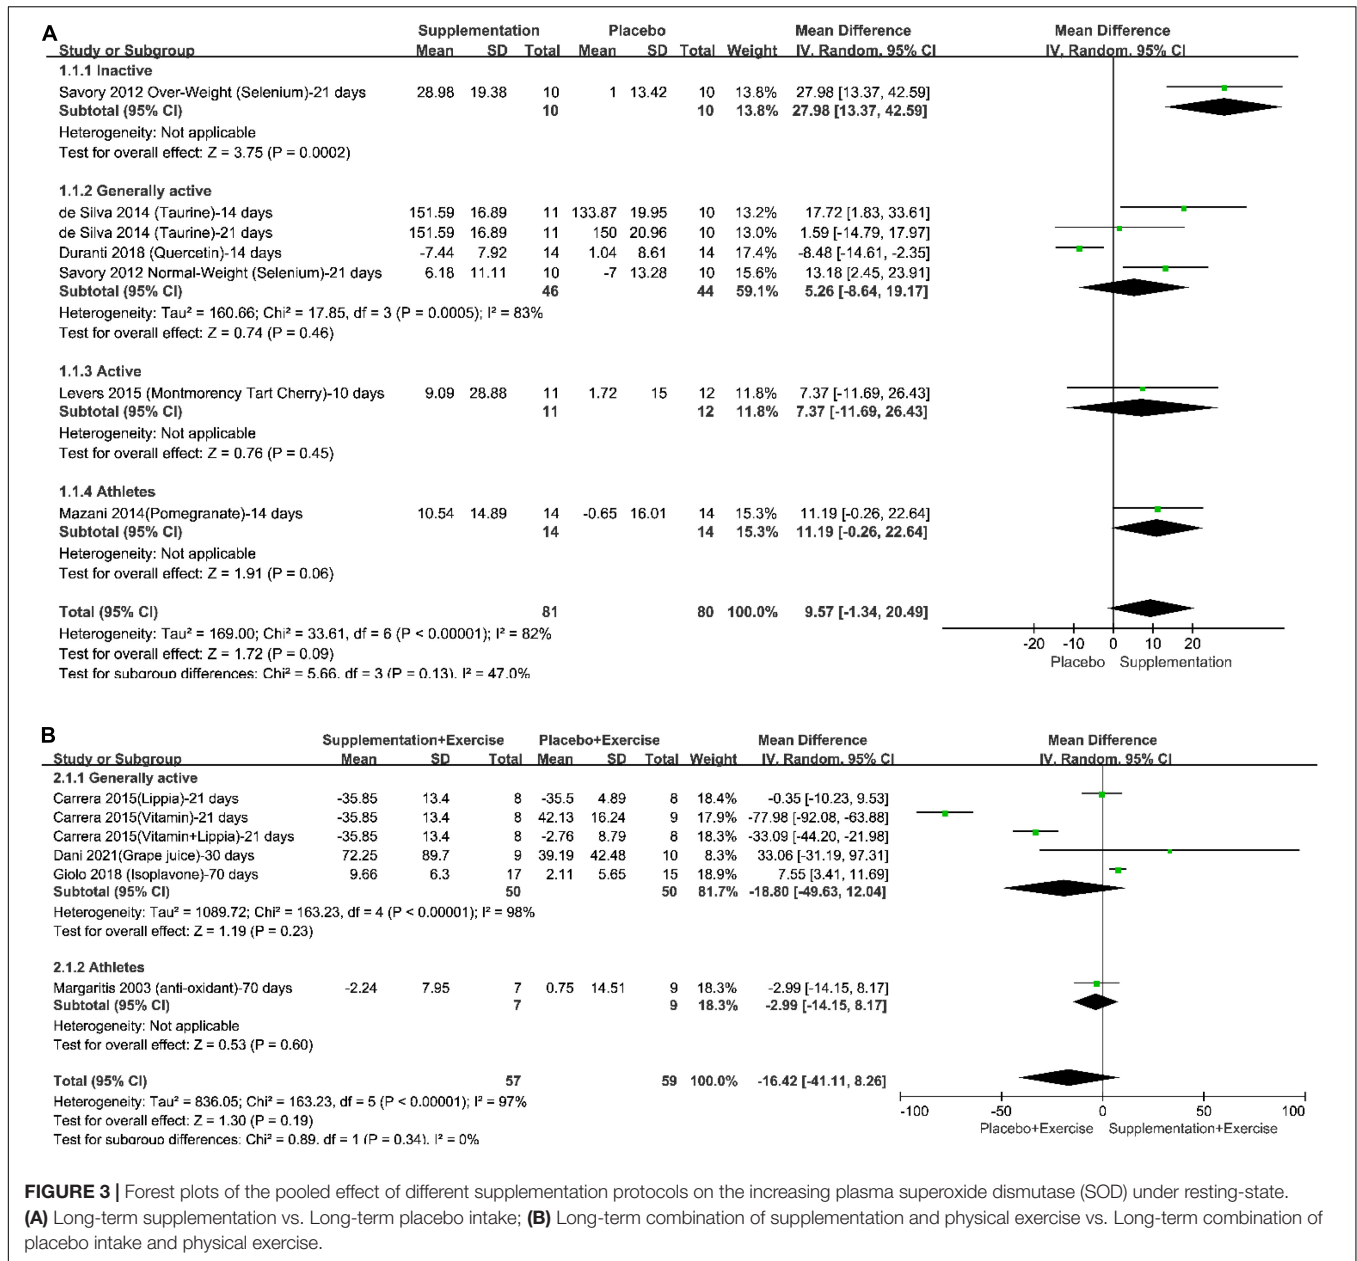 A
Supplementation Placebo Mean Difference Mean Difference
Study or Subgroup Mean SD Total Mean SD Total Weight IV, Random, 95% CI IV, Random, 95% CI
1.1.1 Inactive
Savory 2012 Over-Weight (Selenium)-21 days 28.98 19.38 10 1 13.42 10 13.8% 27.98 [13.37, 42.59]
Subtotal (95% CI) 10 10 13.8% 27.98 [13.37, 42.59]
Heterogeneity: Not applicable
Test for overall effect: Z = 3.75 (P = 0.0002)
1.1.2 Generally active
de Silva 2014 (Taurine)-14 days 151.59 16.89 11 133.87 19.95 10 13.2% 17.72 [1.83, 33.61]
de Silva 2014 (Taurine)-21 days 151.59 16.89 11 150 20.96 10 13.0% 1.59 [-14.79, 17.97]
Duranti 2018 (Quercetin)-14 days -7.44 7.92 14 1.04 8.61 14 17.4% -8.48 [-14.61, -2.35]
Savory 2012 Normal-Weight (Selenium)-21 days 6.18 11.11 10 -7 13.28 10 15.6% 13.18 [2.45, 23.91]
Subtotal (95% CI) 46 44 59.1% 5.26 [-8.64, 19.17]
Heterogeneity: Tau² = 160.66; Chi² = 17.85, df = 3 (P = 0.0005); I² = 83%
Test for overall effect: Z = 0.74 (P = 0.46)
1.1.3 Active
Levers 2015 (Montmorency Tart Cherry)-10 days 9.09 28.88 11 1.72 15 12 11.8% 7.37 [-11.69, 26.43]
Subtotal (95% CI) 11 12 11.8% 7.37 [-11.69, 26.43]
Heterogeneity: Not applicable
Test for overall effect: Z = 0.76 (P = 0.45)
1.1.4 Athletes
Mazani 2014(Pomegranate)-14 days 10.54 14.89 14 -0.65 16.01 14 15.3% 11.19 [-0.26, 22.64]
Subtotal (95% CI) 14 14 15.3% 11.19 [-0.26, 22.64]
Heterogeneity: Not applicable
Test for overall effect: Z = 1.91 (P = 0.06)
Total (95% CI) 81 80 100.0% 9.57 [-1.34, 20.49]
Heterogeneity: Tau² = 169.00; Chi² = 33.61, df = 6 (P < 0.00001); I² = 82%
Test for overall effect: Z = 1.72 (P = 0.09)
Test for subgroup differences: Chi² = 5.66, df = 3 (P = 0.13), I² = 47.0%
-20 -10 0 10 20
Placebo Supplementation
B
Supplementation+Exercise Placebo+Exercise Mean Difference Mean Difference
Study or Subgroup Mean SD Total Mean SD Total Weight IV, Random, 95% CI IV, Random, 95% CI
2.1.1 Generally active
Carrera 2015(Lippia)-21 days -35.85 13.4 8 -35.5 4.89 8 18.4% -0.35 [-10.23, 9.53]
Carrera 2015(Vitamin)-21 days -35.85 13.4 8 42.13 16.24 9 17.9% -77.98 [-92.08, -63.88]
Carrera 2015(Vitamin+Lippia)-21 days -35.85 13.4 8 -2.76 8.79 8 18.3% -33.09 [-44.20, -21.98]
Dani 2021(Grape juice)-30 days 72.25 89.7 9 39.19 42.48 10 8.3% 33.06 [-31.19, 97.31]
Giolo 2018 (Isoplavone)-70 days 9.66 6.3 17 2.11 5.65 15 18.9% 7.55 [3.41, 11.69]
Subtotal (95% CI) 50 50 81.7% -18.80 [-49.63, 12.04]
Heterogeneity: Tau² = 1089.72; Chi² = 163.23, df = 4 (P < 0.00001); I² = 98%
Test for overall effect: Z = 1.19 (P = 0.23)
2.1.2 Athletes
Margaritis 2003 (anti-oxidant)-70 days -2.24 7.95 7 0.75 14.51 9 18.3% -2.99 [-14.15, 8.17]
Subtotal (95% CI) 7 9 18.3% -2.99 [-14.15, 8.17]
Heterogeneity: Not applicable
Test for overall effect: Z = 0.53 (P = 0.60)
Total (95% CI) 57 59 100.0% -16.42 [-41.11, 8.26]
Heterogeneity: Tau² = 836.05; Chi² = 163.23, df = 5 (P < 0.00001); I² = 97%
Test for overall effect: Z = 1.30 (P = 0.19)
Test for subgroup differences: Chi² = 0.89, df = 1 (P = 0.34), I² = 0%
-100 -50 0 50 100
Placebo+Exercise Supplementation+Exercise
FIGURE 3 | Forest plots of the pooled effect of different supplementation protocols on the increasing plasma superoxide dismutase (SOD) under resting-state.
(A) Long-term supplementation vs. Long-term placebo intake; (B) Long-term combination of supplementation and physical exercise vs. Long-term combination of
placebo intake and physical exercise.